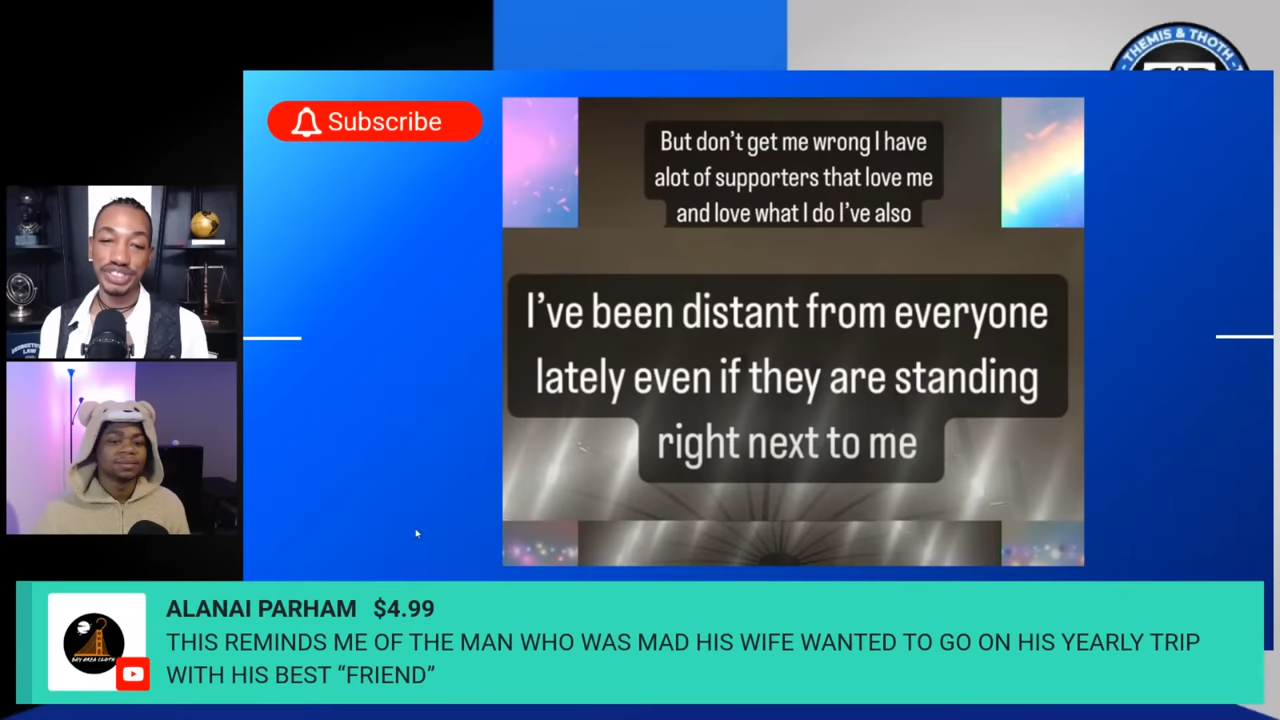 THEMIS & THOTH
Subscribe
But don't get me wrong I have
alot of supporters that love me
and love what I do I've also
I've been distant from everyone
lately even if they are standing
right next to me
ALANAI PARHAM $4.99
THIS REMINDS ME OF THE MAN WHO WAS MAD HIS WIFE WANTED TO GO ON HIS YEARLY TRIP
WITH HIS BEST “FRIEND”
BAY AREA CLOTH